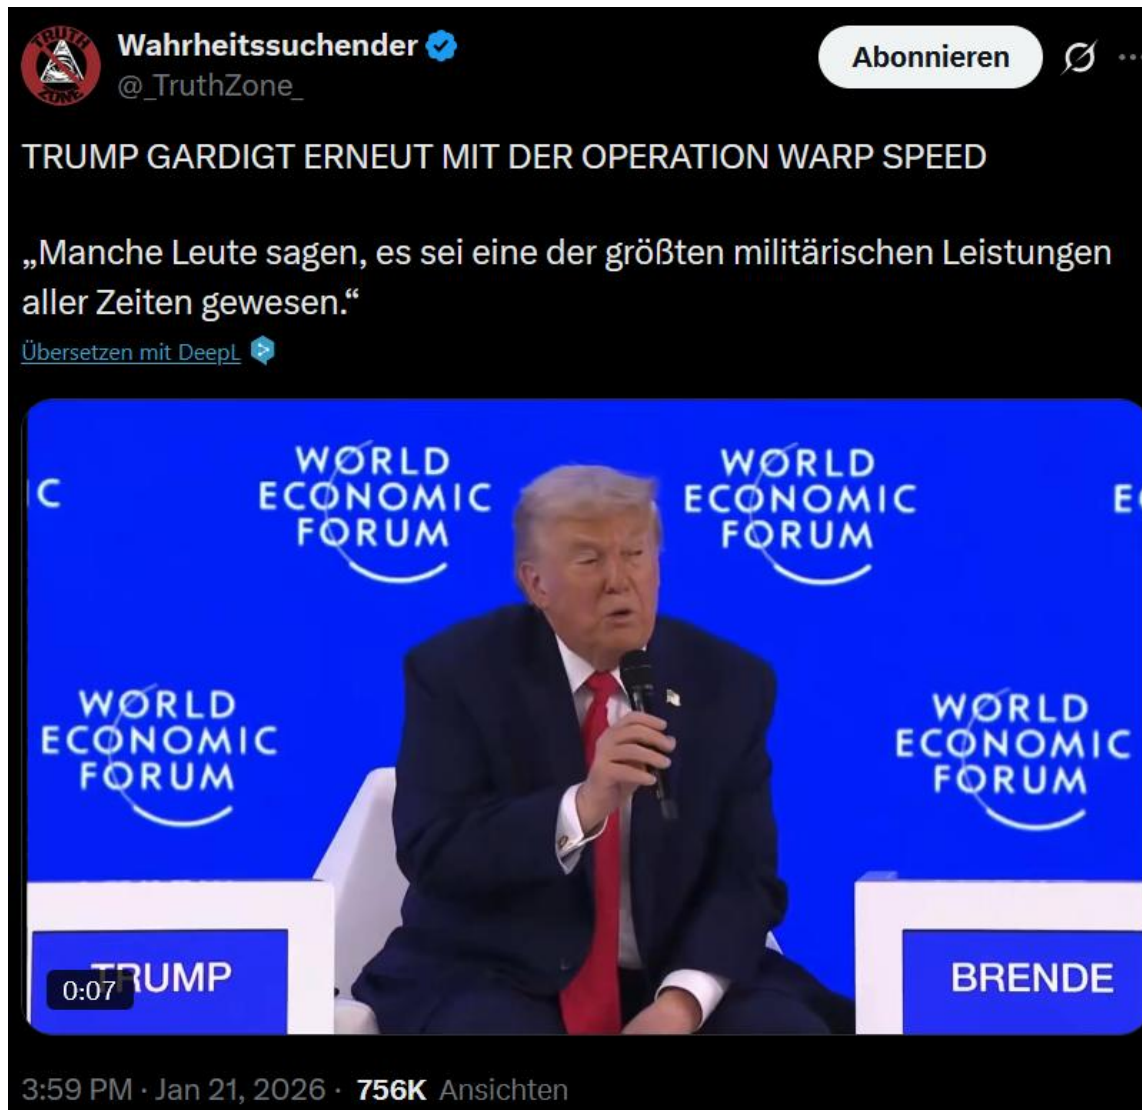 TRUTH
ZONE
Wahrheitssuchender
@_TruthZone_
Abonnieren
TRUMP GARDIGT ERNEUT MIT DER OPERATION WARP SPEED
„Manche Leute sagen, es sei eine der größten militärischen Leistungen
aller Zeiten gewesen.“
Übersetzen mit DeepL
C
WORLD
ECONOMIC
FORUM
WORLD
ECONOMIC
FORUM
E
WORLD
ECONOMIC
FORUM
WORLD
ECONOMIC
FORUM
TRUMP
0:07
BRENDE
3:59 PM · Jan 21, 2026 · 756K Ansichten